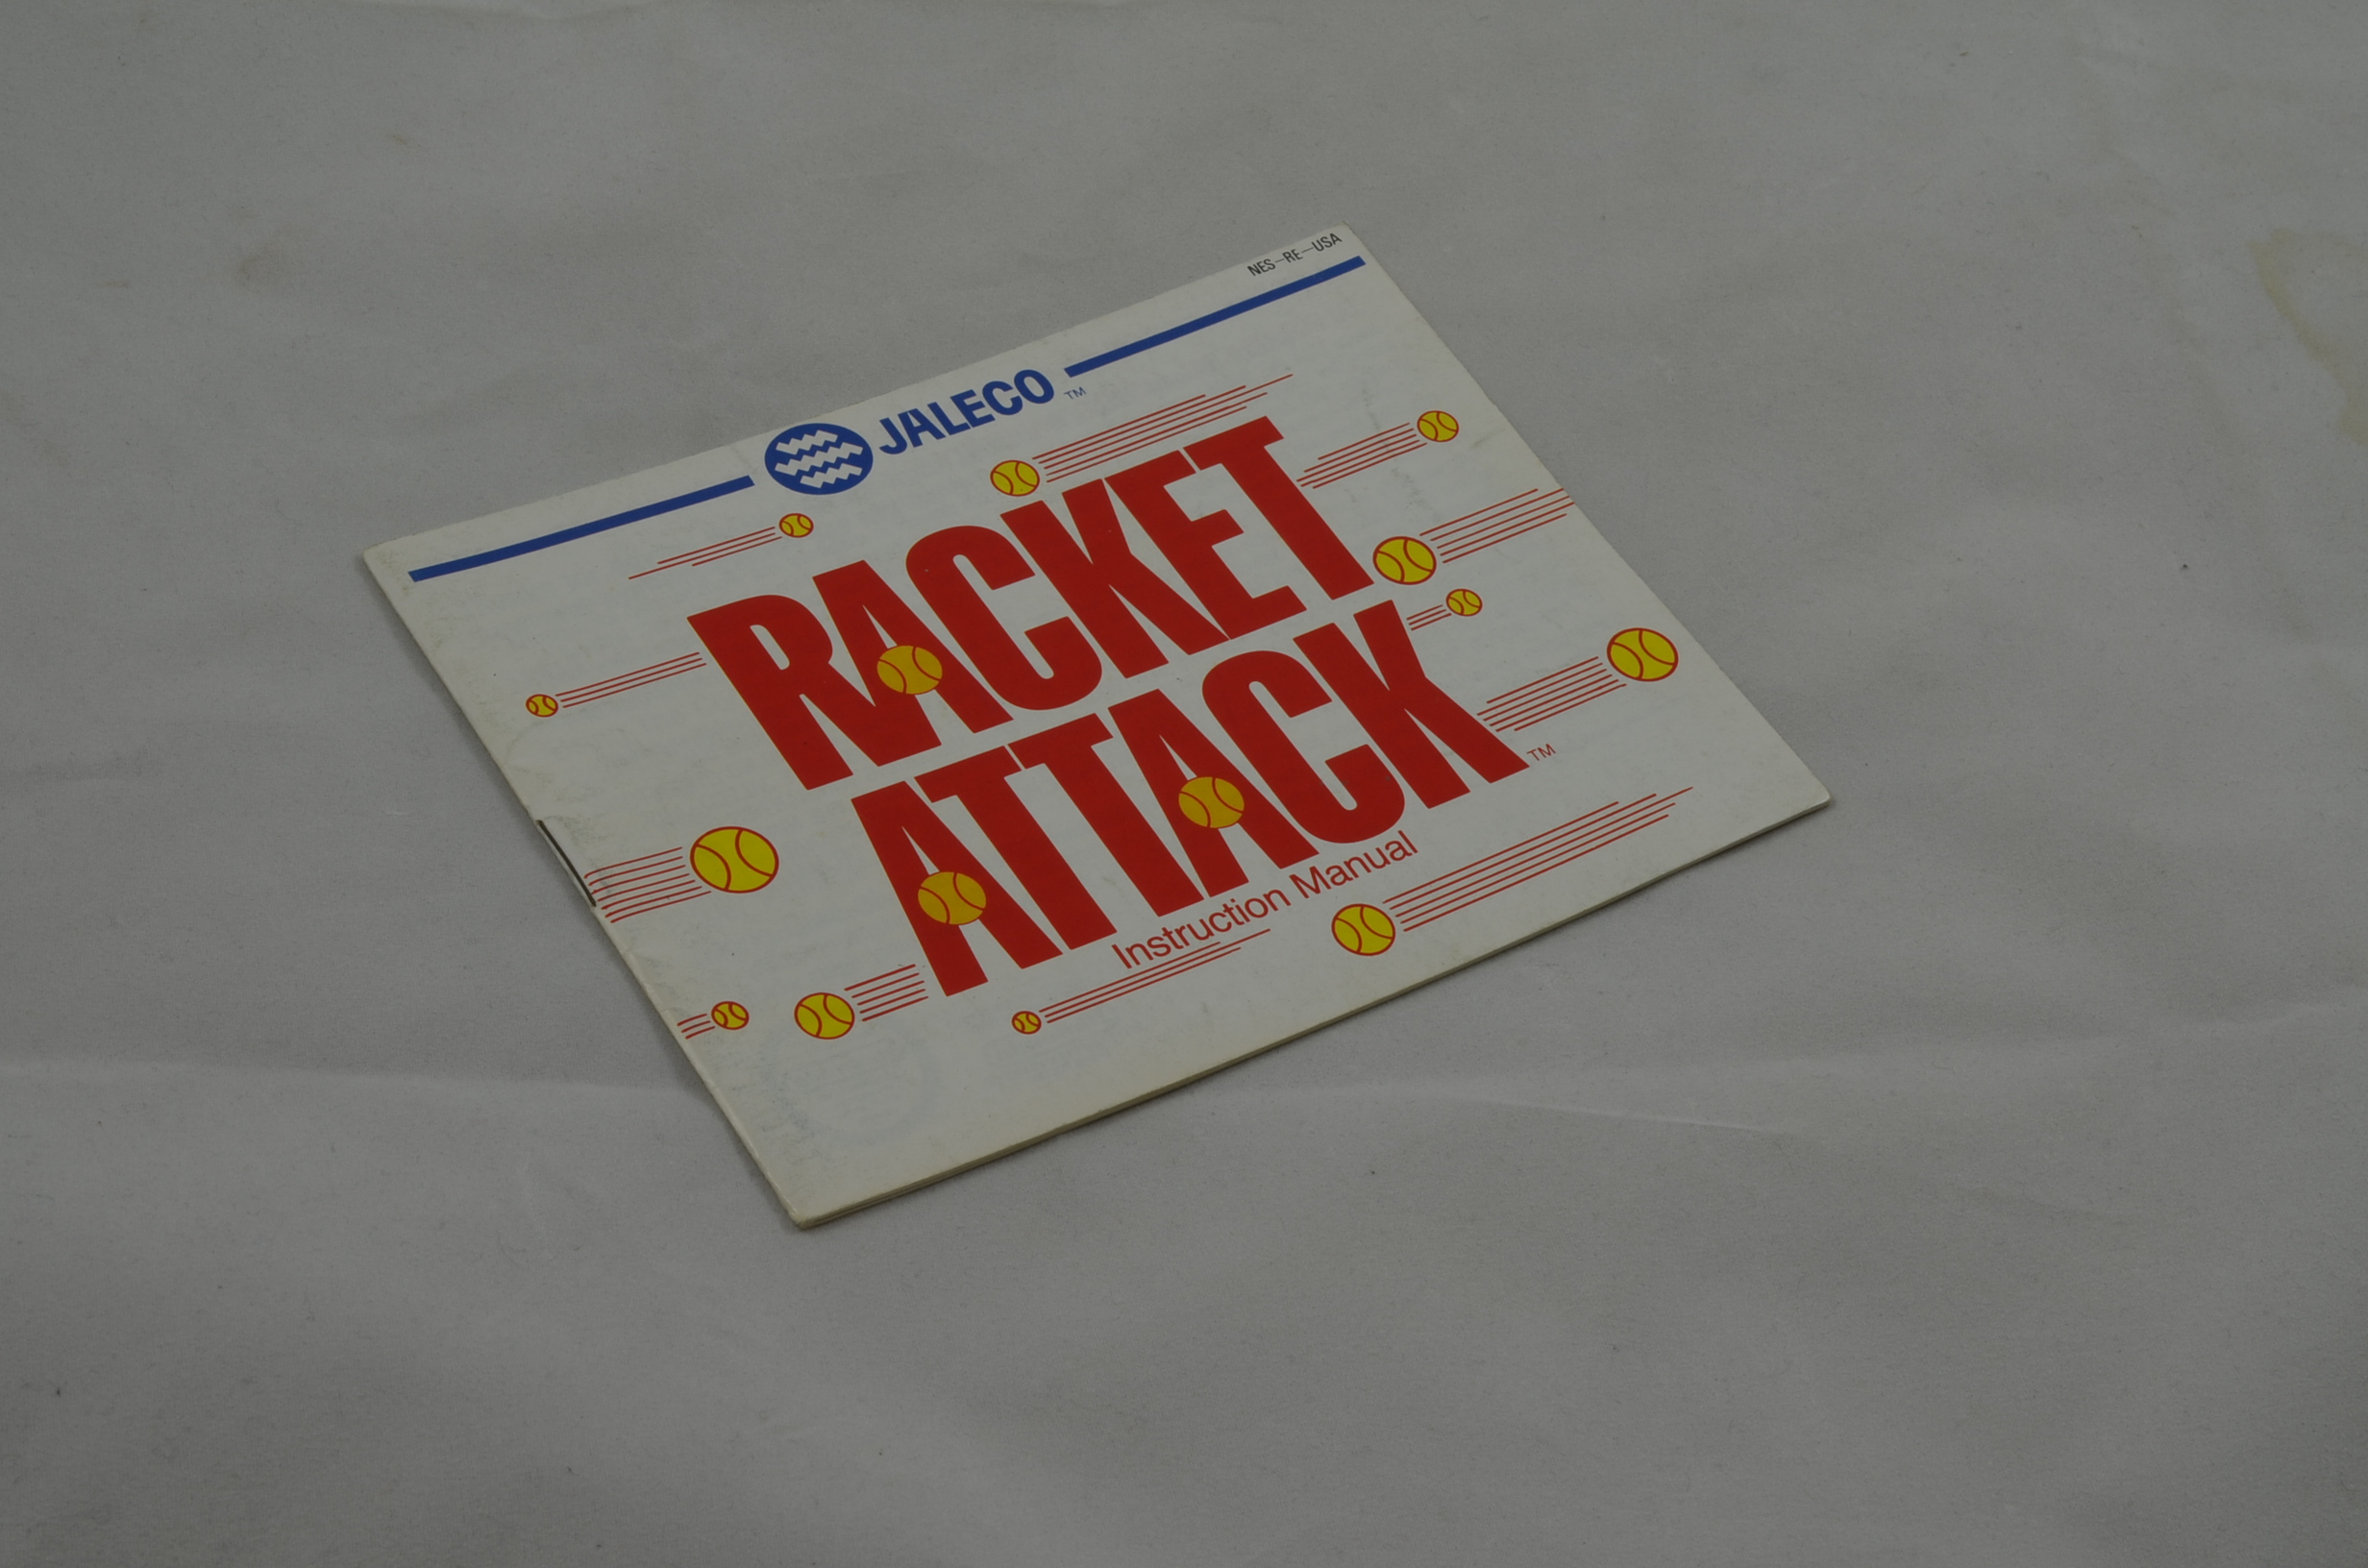 NES-RE-USA
JALECO™
RACKET
ATTACK™
Instruction Manual